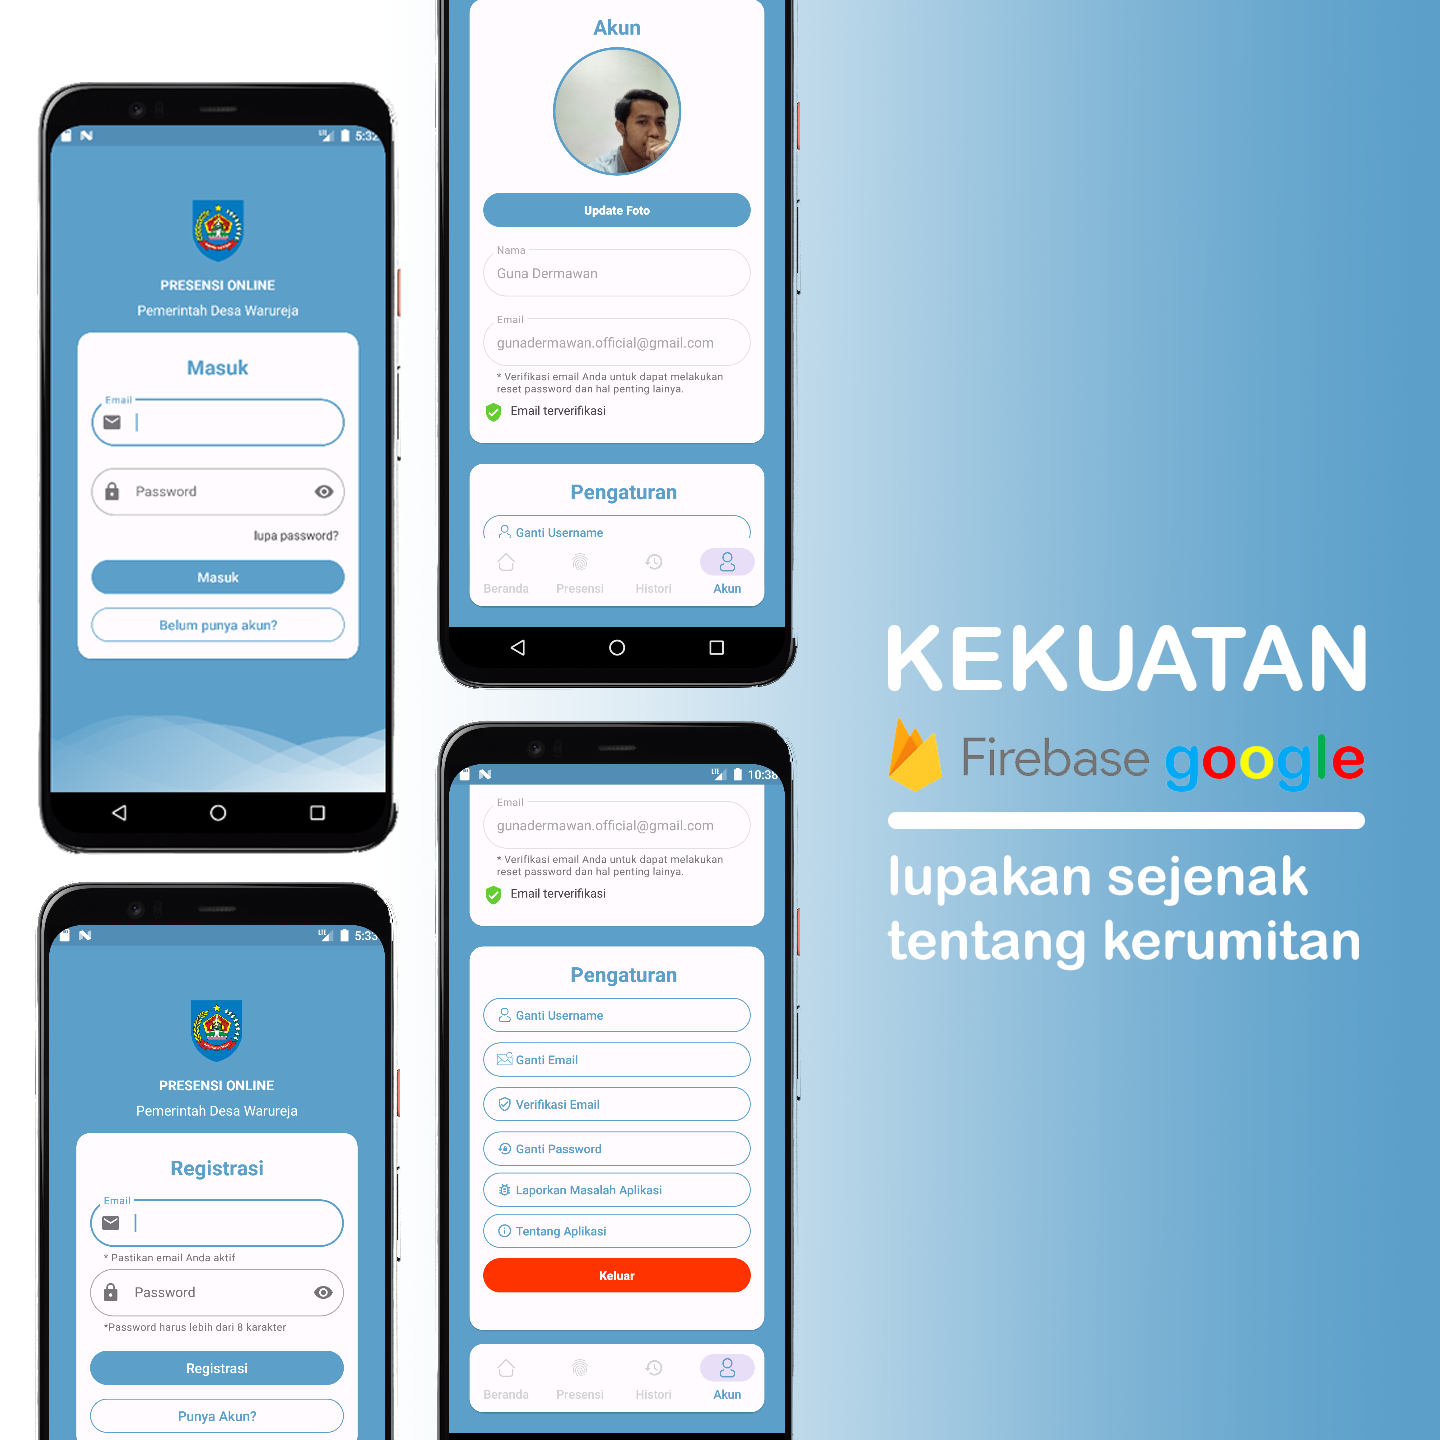 5:32
PRESENSI ONLINE
Pemerintah Desa Warureja
Masuk
Email
Password
lupa password?
Masuk
Belum punya akun?
5:33
PRESENSI ONLINE
Pemerintah Desa Warureja
Registrasi
Email
* Pastikan email Anda aktif
Password
*Password harus lebih dari 8 karakter
Registrasi
Punya Akun?
Akun
Update Foto
Nama
Guna Dermawan
Email
gunadermawan.official@gmail.com
* Verifikasi email Anda untuk dapat melakukan
reset password dan hal penting lainya.
Email terverifikasi
Pengaturan
Ganti Username
Beranda Presensi Histori Akun
LTE 10:38
Email
gunadermawan.official@gmail.com
* Verifikasi email Anda untuk dapat melakukan
reset password dan hal penting lainya.
Email terverifikasi
Pengaturan
Ganti Username
Ganti Email
Verifikasi Email
Ganti Password
Laporkan Masalah Aplikasi
Tentang Aplikasi
Keluar
Beranda Presensi Histori Akun
KEKUATAN
Firebase google
lupakan sejenak
tentang kerumitan